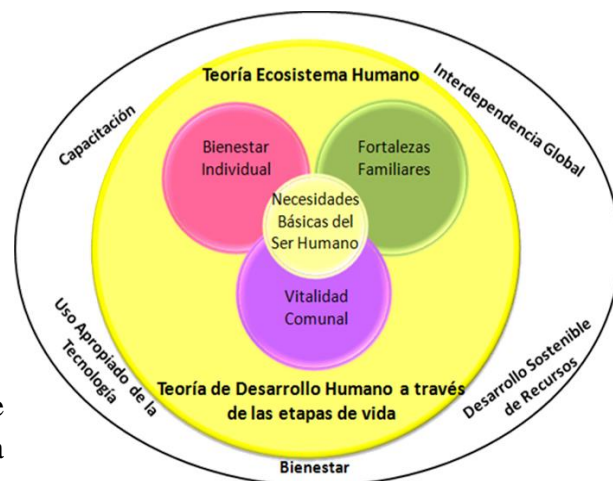 Teoría Ecosistema Humano
Capacitación
Interdependencia Global
Bienestar
Individual
Fortalezas
Familiares
Necesidades
Básicas del
Ser Humano
Vitalidad
Comunal
Uso Apropiado de la
Tecnología
Desarrollo Sostenible
de Recursos
Teoría de Desarrollo Humano a través
de las etapas de vida
e
a
Bienestar